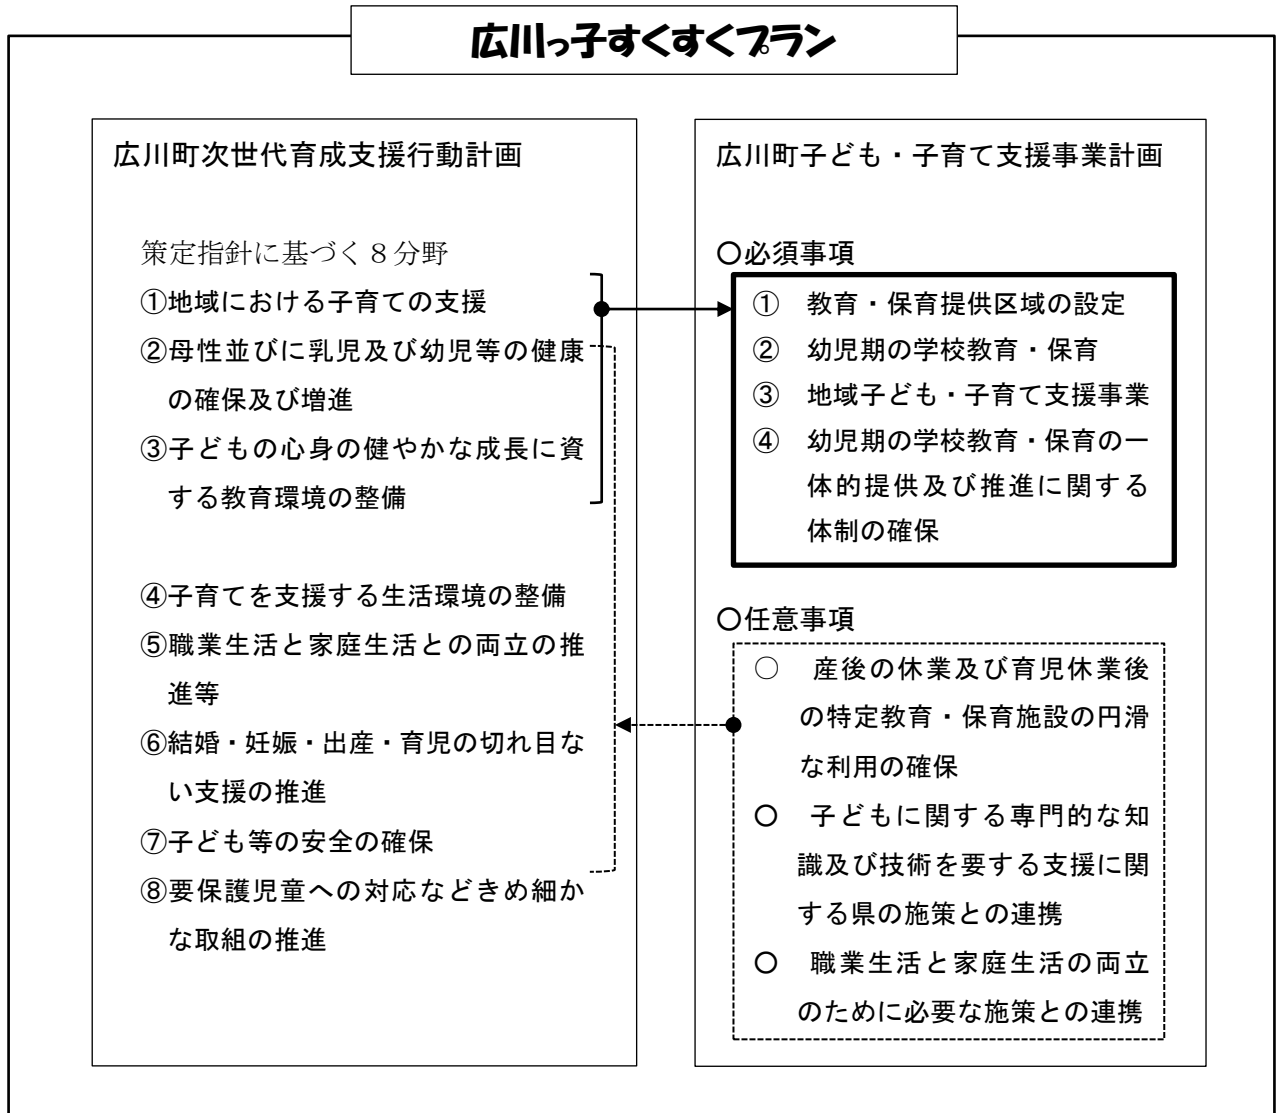 広川っ子すくすくプラン
広川町次世代育成支援行動計画
策定指針に基づく８分野
①地域における子育ての支援
②母性並びに乳児及び幼児等の健康
の確保及び増進
③子どもの心身の健やかな成長に資
する教育環境の整備
④子育てを支援する生活環境の整備
⑤職業生活と家庭生活との両立の推
進等
⑥結婚・妊娠・出産・育児の切れ目な
い支援の推進
⑦子ども等の安全の確保
⑧要保護児童への対応などきめ細か
な取組の推進
広川町子ども・子育て支援事業計画
〇必須事項
①　教育・保育提供区域の設定
②　幼児期の学校教育・保育
③　地域子ども・子育て支援事業
④　幼児期の学校教育・保育の一
体的提供及び推進に関する
体制の確保
〇任意事項
〇　産後の休業及び育児休業後
の特定教育・保育施設の円滑
な利用の確保
〇　子どもに関する専門的な知
識及び技術を要する支援に関
する県の施策との連携
〇　職業生活と家庭生活の両立
のために必要な施策との連携